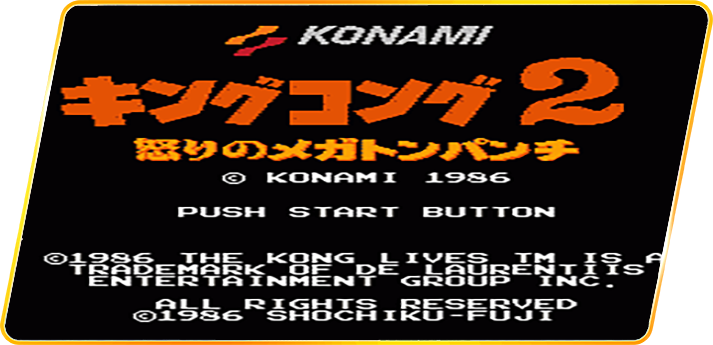 KONAMI
キングコング2
怒りのメガトンパンチ
© KONAMI 1986
PUSH START BUTTON
©1986 THE KONG LIVES TM IS A
TRADEMARK OF DE LAURENTIIS
ENTERTAINMENT GROUP INC.
ALL RIGHTS RESERVED
©1986 SHOCHIKU-FUJI